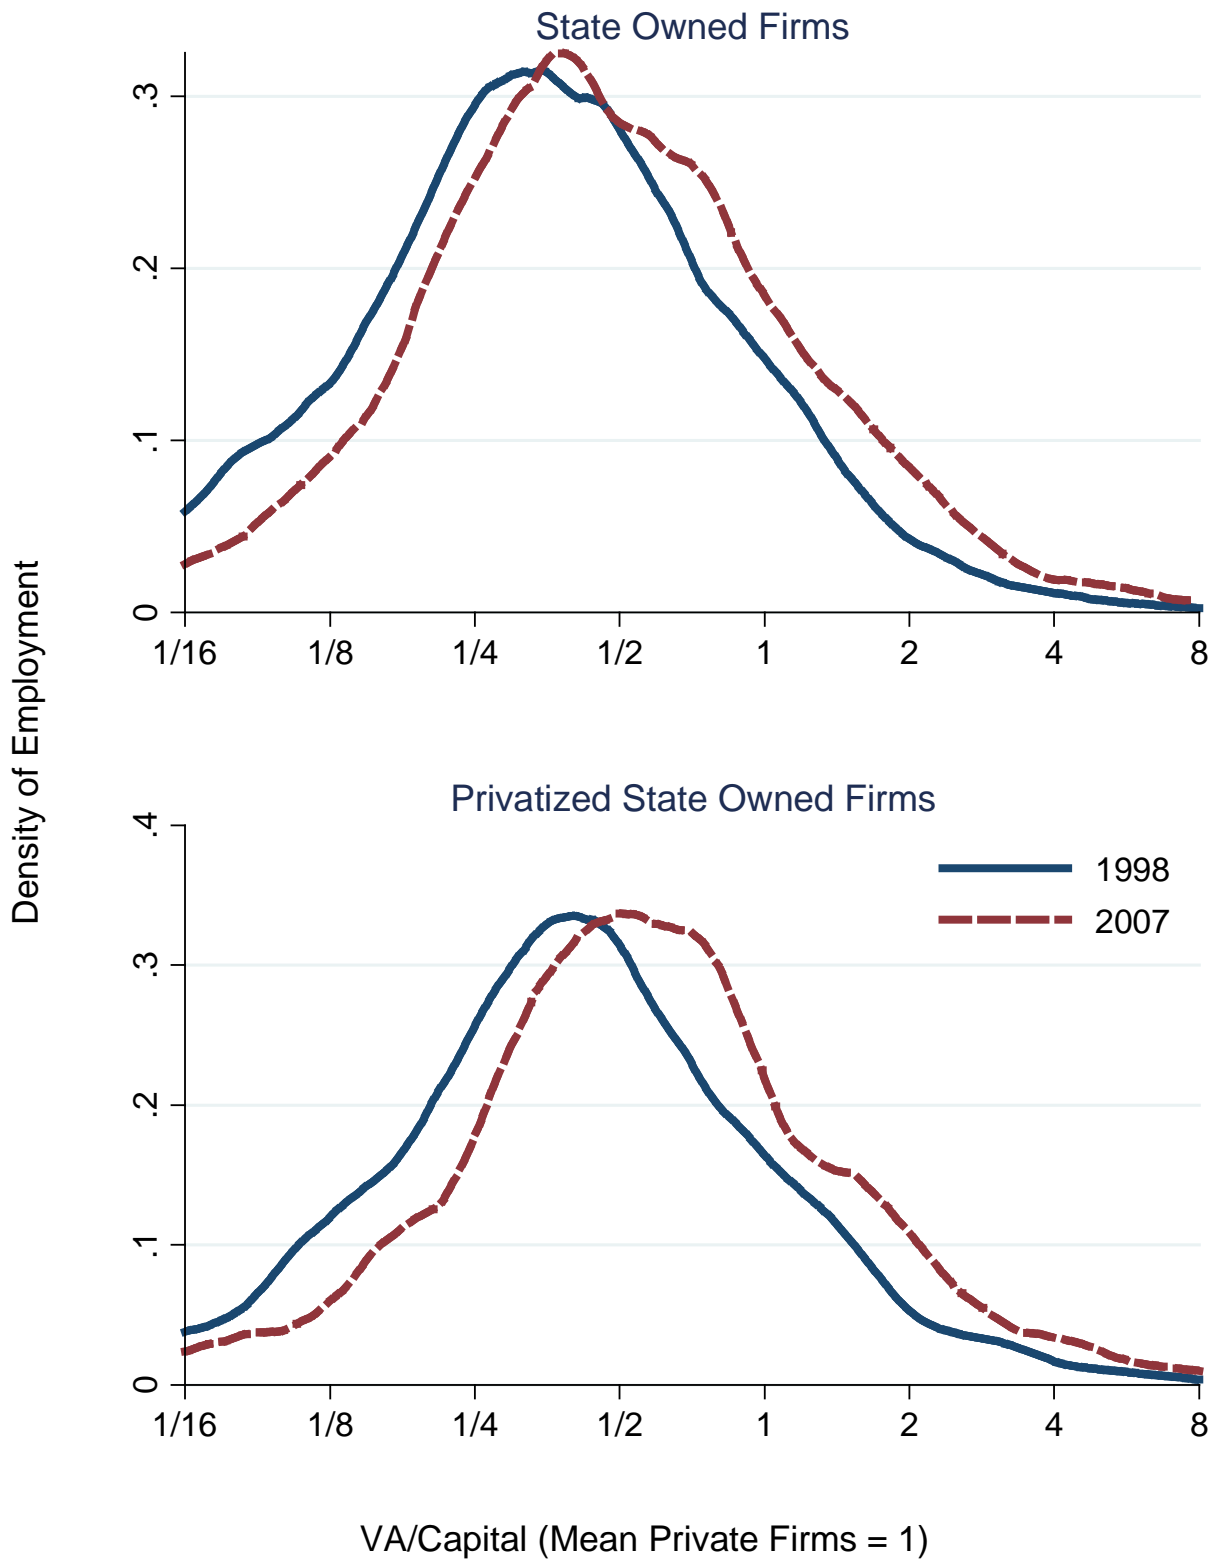 State Owned Firms
.3
.2
.1
0
1/16 1/8 1/4 1/2 1 2 4 8
Density of Employment
Privatized State Owned Firms
.4
1998
2007
.3
.2
.1
0
1/16 1/8 1/4 1/2 1 2 4 8
VA/Capital (Mean Private Firms = 1)